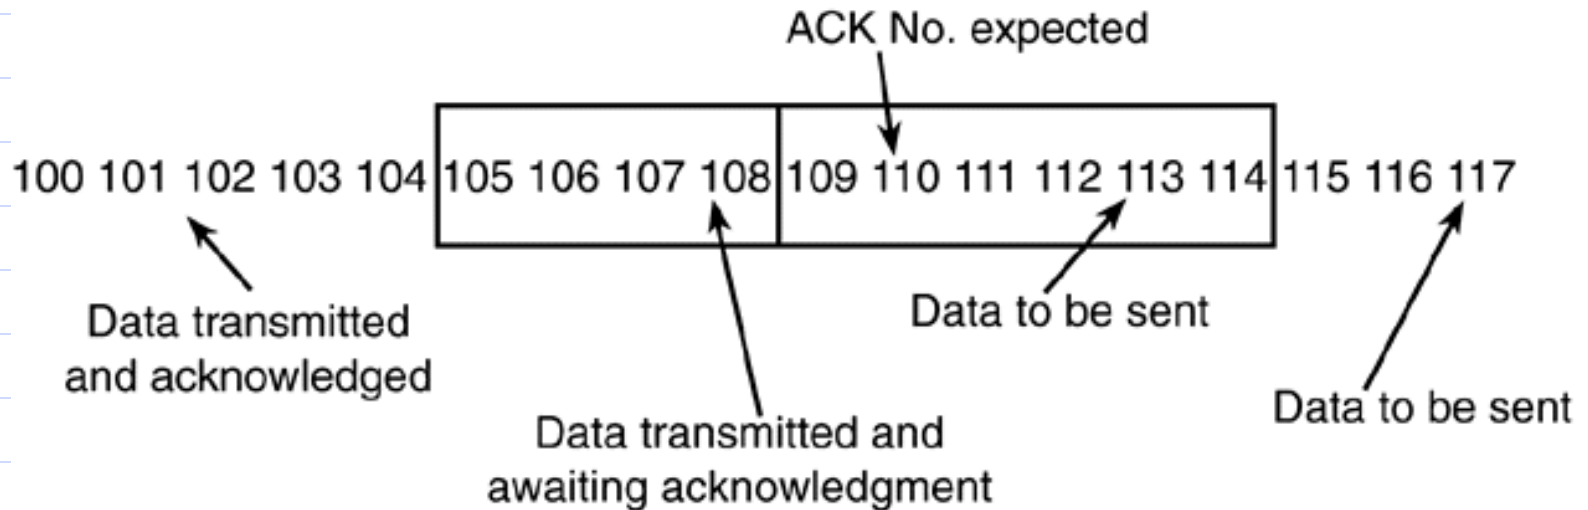 ACK No. expected
100 101 102 103 104 105 106 107 108 109 110 111 112 113 114 115 116 117
Data transmitted
and acknowledged
Data to be sent
Data transmitted and
awaiting acknowledgment
Data to be sent